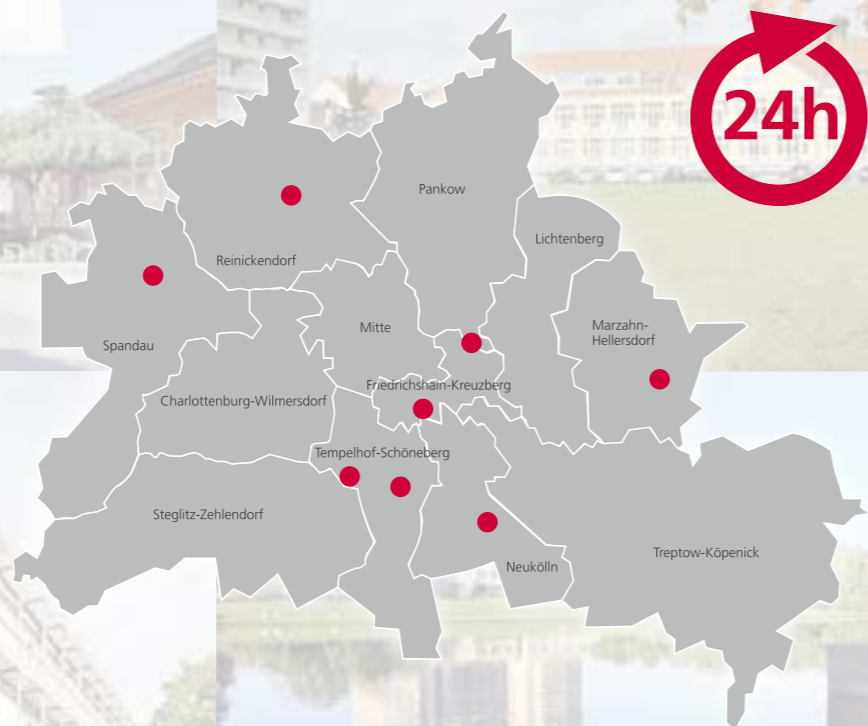 24h
Pankow
Lichtenberg
Reinickendorf
Mitte
Marzahn-
Hellersdorf
Spandau
Friedrichshain-Kreuzberg
Charlottenburg-Wilmersdorf
Tempelhof-Schöneberg
Steglitz-Zehlendorf
Treptow-Köpenick
Neukölln